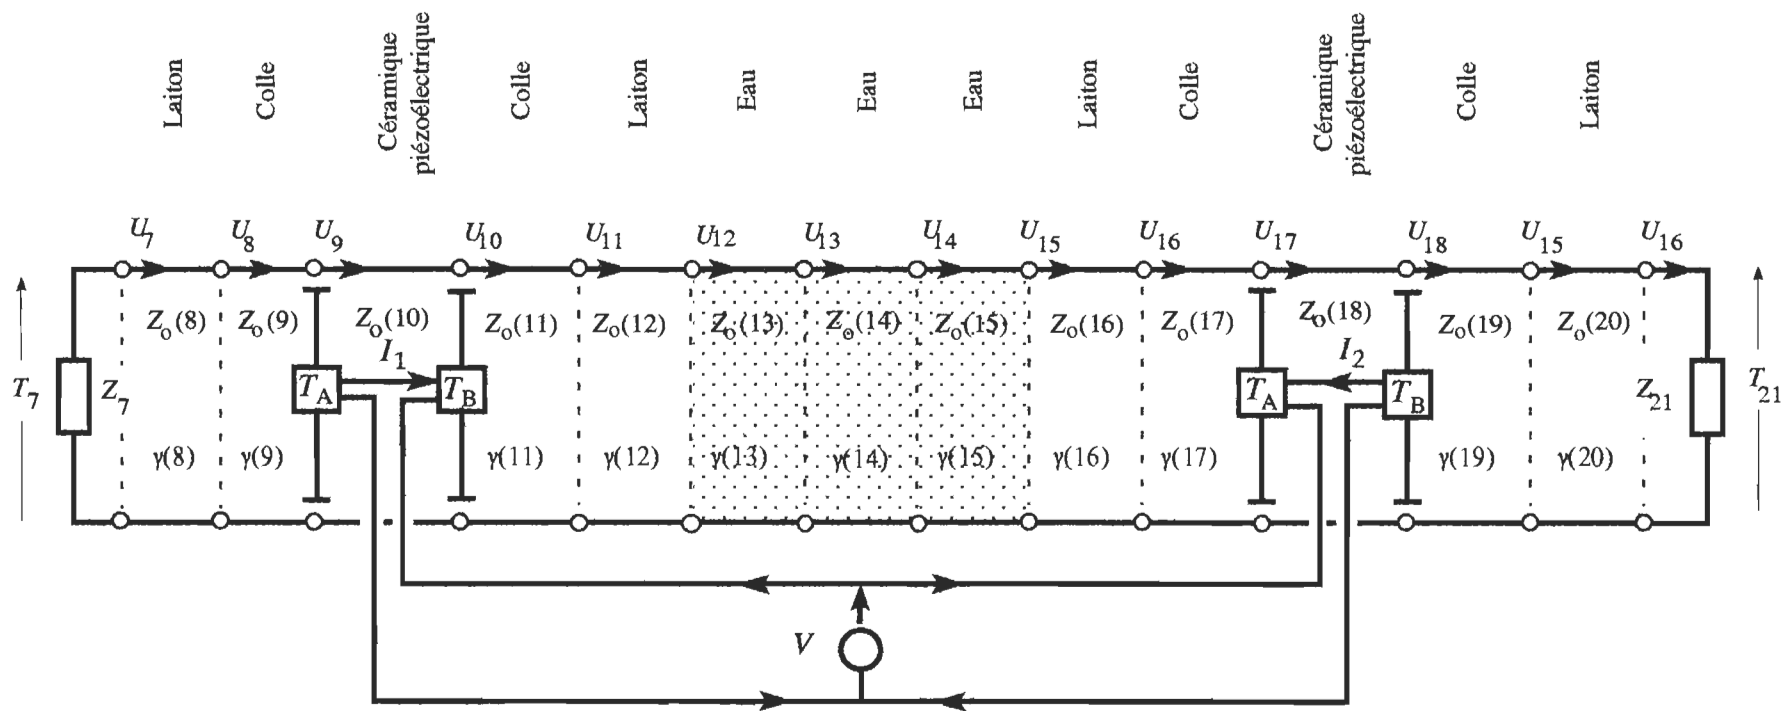 Laiton Colle Céramique piézoélectrique Colle Laiton Eau Eau Eau Laiton Colle Céramique piézoélectrique Colle Laiton
U7 U8 U9 U10 U11 U12 U13 U14 U15 U16 U17 U18 U15 U16
Zo(8) Zo(9) Zo(10) Zo(11) Zo(12) Zo(13) Zo(14) Zo(15) Zo(16) Zo(17) Zo(18) Zo(19) Zo(20)
I1 I2
T7 Z7 TA TB TA TB Z21 T21
γ(8) γ(9) γ(11) γ(12) γ(13) γ(14) γ(15) γ(16) γ(17) γ(19) γ(20)
V